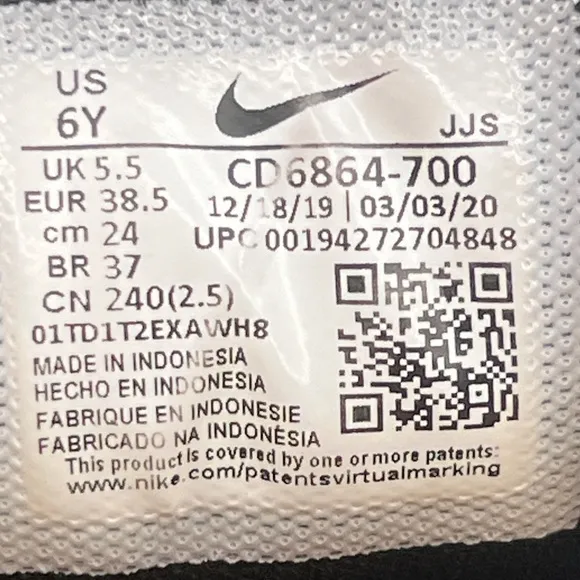 US
6Y
JJS
UK 5.5
EUR 38.5
cm 24
BR 37
CN 240(2.5)
CD6864-700
12/18/19 | 03/03/20
UPC 00194272704848
01TD1T2EXAWH8
MADE IN INDONESIA
HECHO EN INDONESIA
FABRIQUE EN INDONESIE
FABRICADO NA INDONÉSIA
This product is covered by one or more patents:
www.nike.com/patentsvirtualmarking